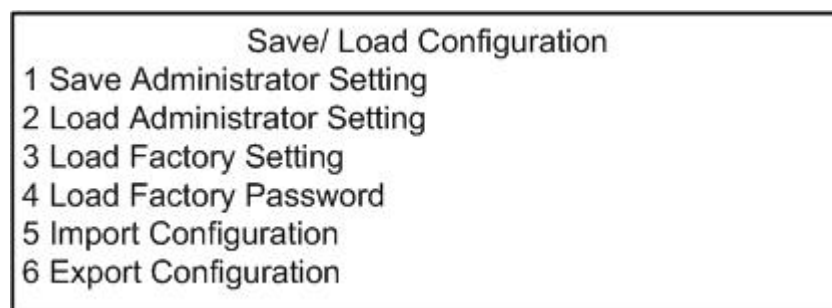 Save/ Load Configuration
1 Save Administrator Setting
2 Load Administrator Setting
3 Load Factory Setting
4 Load Factory Password
5 Import Configuration
6 Export Configuration